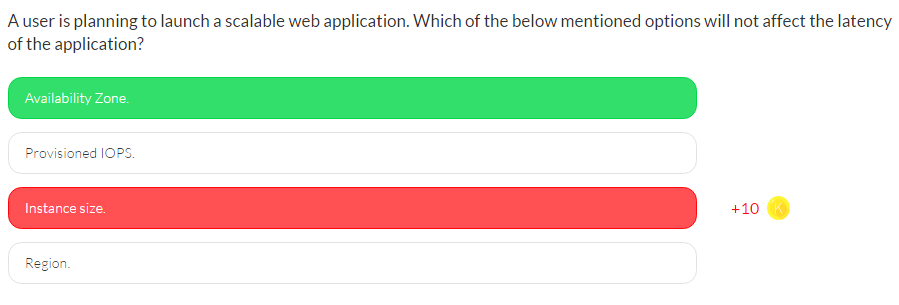 A user is planning to launch a scalable web application. Which of the below mentioned options will not affect the latency
of the application?
Availability Zone.
Provisioned IOPS.
Instance size.
+10
Region.